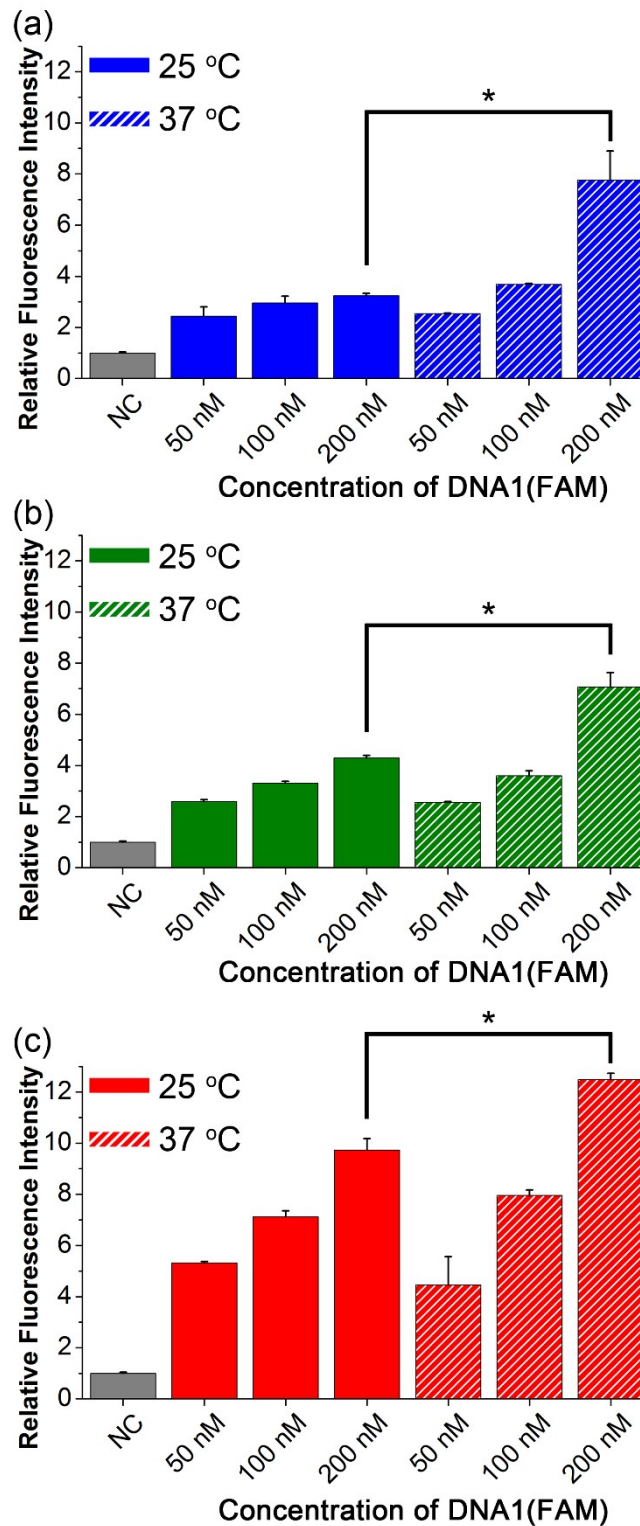 (a)
Relative Fluorescence Intensity
12
10
8
6
4
2
0
25 °C
37 °C
*
NC
50 nM
100 nM
200 nM
50 nM
100 nM
200 nM
Concentration of DNA1(FAM)
(b)
Relative Fluorescence Intensity
12
10
8
6
4
2
0
25 °C
37 °C
*
NC
50 nM
100 nM
200 nM
50 nM
100 nM
200 nM
Concentration of DNA1(FAM)
(c)
Relative Fluorescence Intensity
12
10
8
6
4
2
0
25 °C
37 °C
*
NC
50 nM
100 nM
200 nM
50 nM
100 nM
200 nM
Concentration of DNA1(FAM)